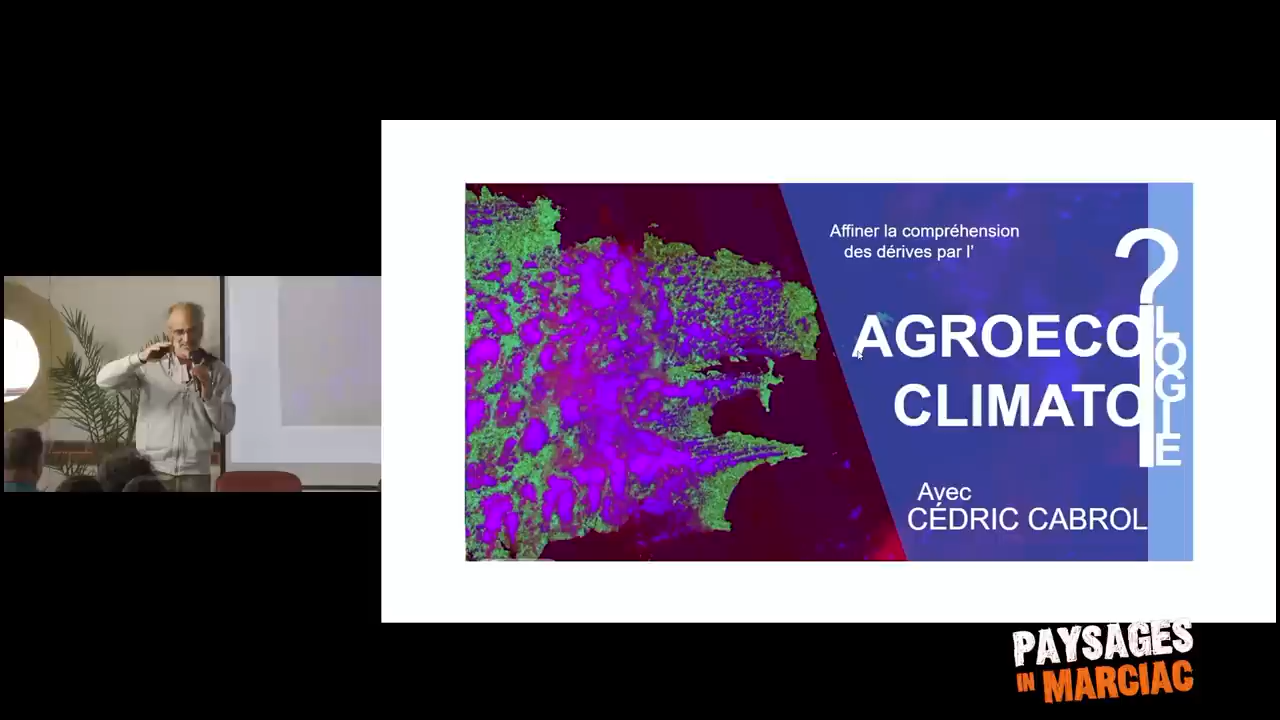 Affiner la compréhension
des dérives par l'
?
AGROECO
CLIMATO
LOGIE
Avec
CÉDRIC CABROL
PAYSAGES
IN MARCIAC